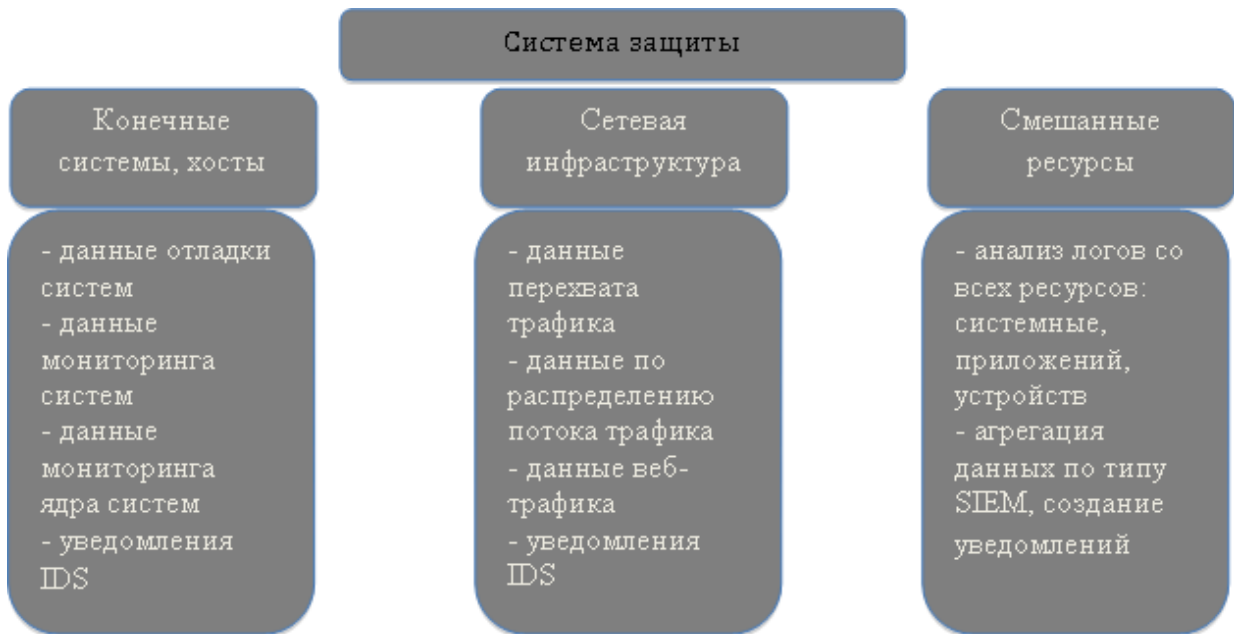 Система защиты
Конечные
системы, хосты
- данные отладки
систем
- данные
мониторинга
систем
- данные
мониторинга
ядра систем
- уведомления
IDS
Сетевая
инфраструктура
- данные
перехвата
трафика
- данные по
распределению
потока трафика
- данные веб-
трафика
- уведомления
IDS
Смешанные
ресурсы
- анализ логов со
всех ресурсов:
системные,
приложений,
устройств
- агрегация
данных по типу
SIEM, создание
уведомлений